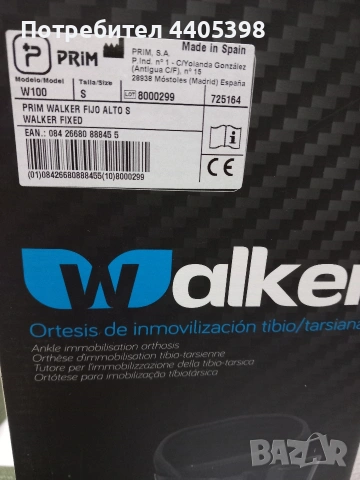 Потребител 4405398
PRIM
PRIM, S.A. Made in Spain
P. Ind. nº 1 - C/Yolanda González
(Antigua C/F), nº 15
28938 Móstoles (Madrid) España
Modelo/Model Talla/Size
W100 S LOT 8000299 725164
PRIM WALKER FIJO ALTO S
WALKER FIXED
EAN.: 084 26680 88845 5
(01)08426680888455(10)8000299
CE
Walker
Ortesis de inmovilización tibio/tarsiana
Ankle immobilisation orthosis
Orthèse d'immobilisation tibio-tarsienne
Tutore per l'immobilizzazione della tibio-tarsica
Ortótese para imobilização tibiotársica
BAZAR